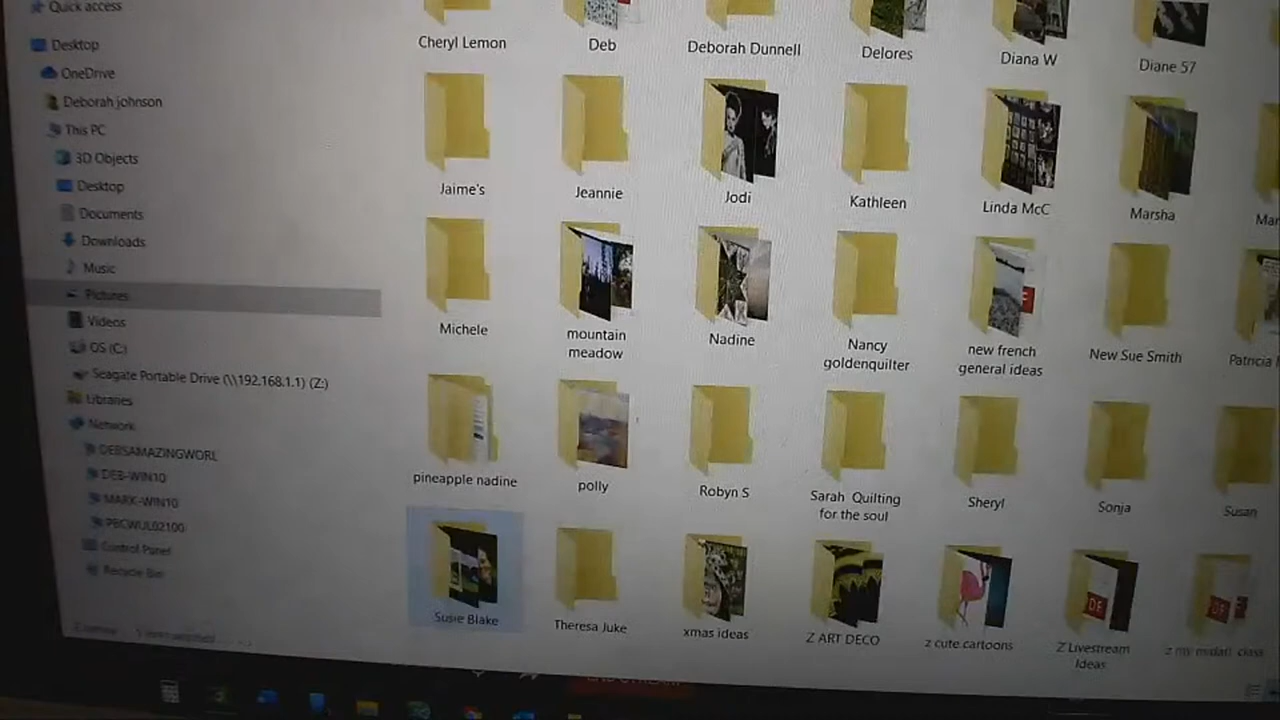 Quick access
Desktop
OneDrive
Deborah johnson
This PC
3D Objects
Desktop
Documents
Downloads
Music
Pictures
Videos
OS (C:)
Seagate Portable Drive (\\192.168.1.1) (Z:)
Libraries
Network
DEBSAMAZINGWORL
DEB-WIN10
MARK-WIN10
PBCWUL02100
Control Panel
Recycle Bin
Cheryl Lemon
Deb
Deborah Dunnell
Delores
Diana W
Diane 57
Jaime's
Jeannie
Jodi
Kathleen
Linda McC
Marsha
Mar
Michele
mountain
meadow
Nadine
Nancy
goldenquilter
new french
general ideas
New Sue Smith
Patricia
pineapple nadine
polly
Robyn S
Sarah Quilting
for the soul
Sheryl
Sonja
Susan
Susie Blake
Theresa Juke
xmas ideas
Z ART DECO
z cute cartoons
Z Livestream
Ideas